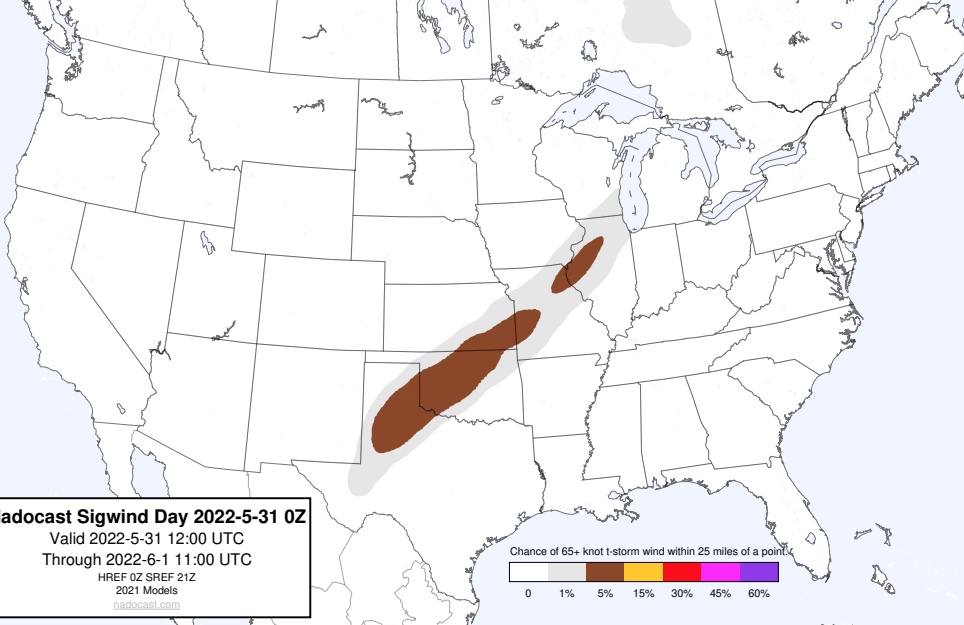 adocast Sigwind Day 2022-5-31 0Z
Valid 2022-5-31 12:00 UTC
Through 2022-6-1 11:00 UTC
HREF 0Z SREF 21Z
2021 Models
nadocast.com
Chance of 65+ knot t-storm wind within 25 miles of a point.
0 1% 5% 15% 30% 45% 60%